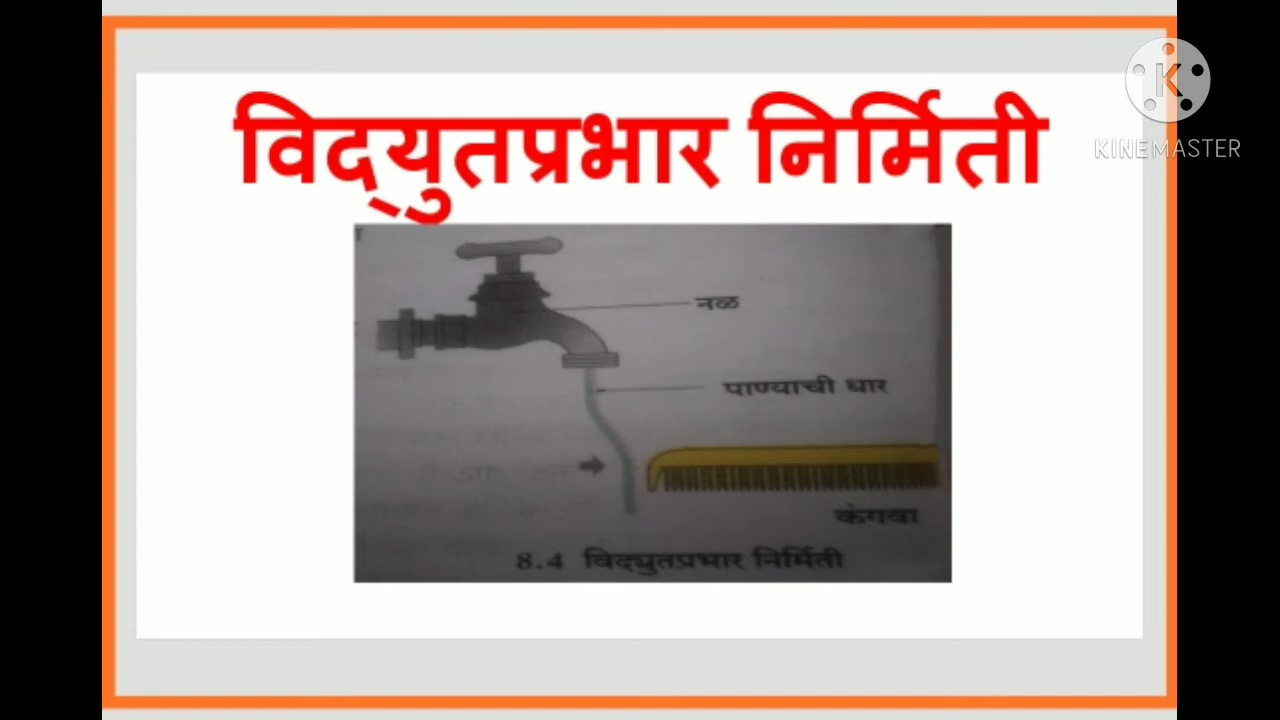 विद्‌युतप्रभार निर्मिती
K
KINEMASTER
नळ
पाण्याची धार
कंगवा
8.4 विद्युतप्रभार निर्मिती